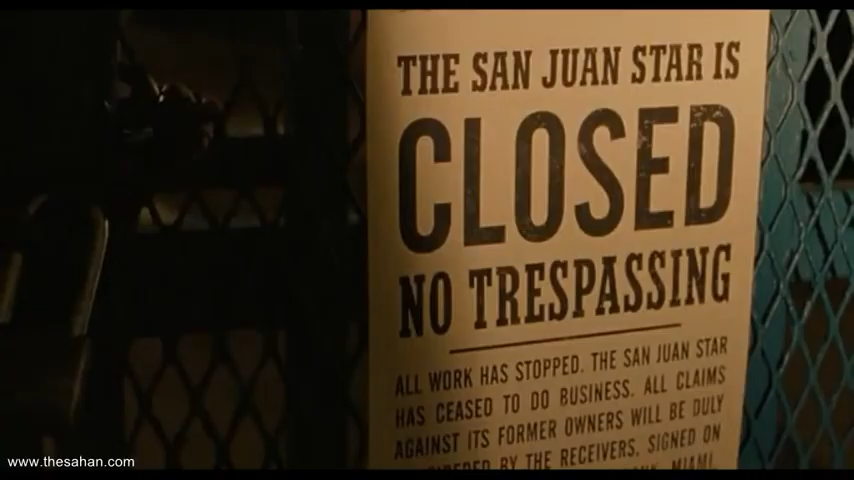 THE SAN JUAN STAR IS
CLOSED
NO TRESPASSING
ALL WORK HAS STOPPED. THE SAN JUAN STAR
HAS CEASED TO DO BUSINESS. ALL CLAIMS
AGAINST ITS FORMER OWNERS WILL BE DULY
BY THE RECEIVERS. SIGNED ON
MIAMI.
www.thesahan.com